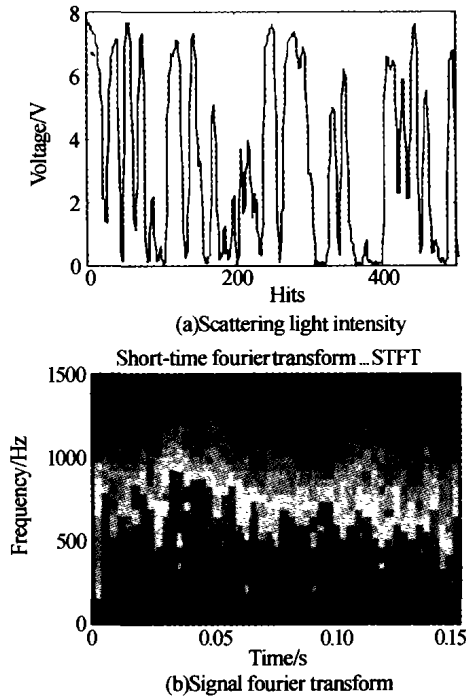 8
6
4
2
0
Voltage/V
0 200 400
Hits
(a)Scattering light intensity
Short-time fourier transform ... STFT
1500
1000
500
0
Frequency/Hz
0 0.05 0.10 0.15
Time/s
(b)Signal fourier transform